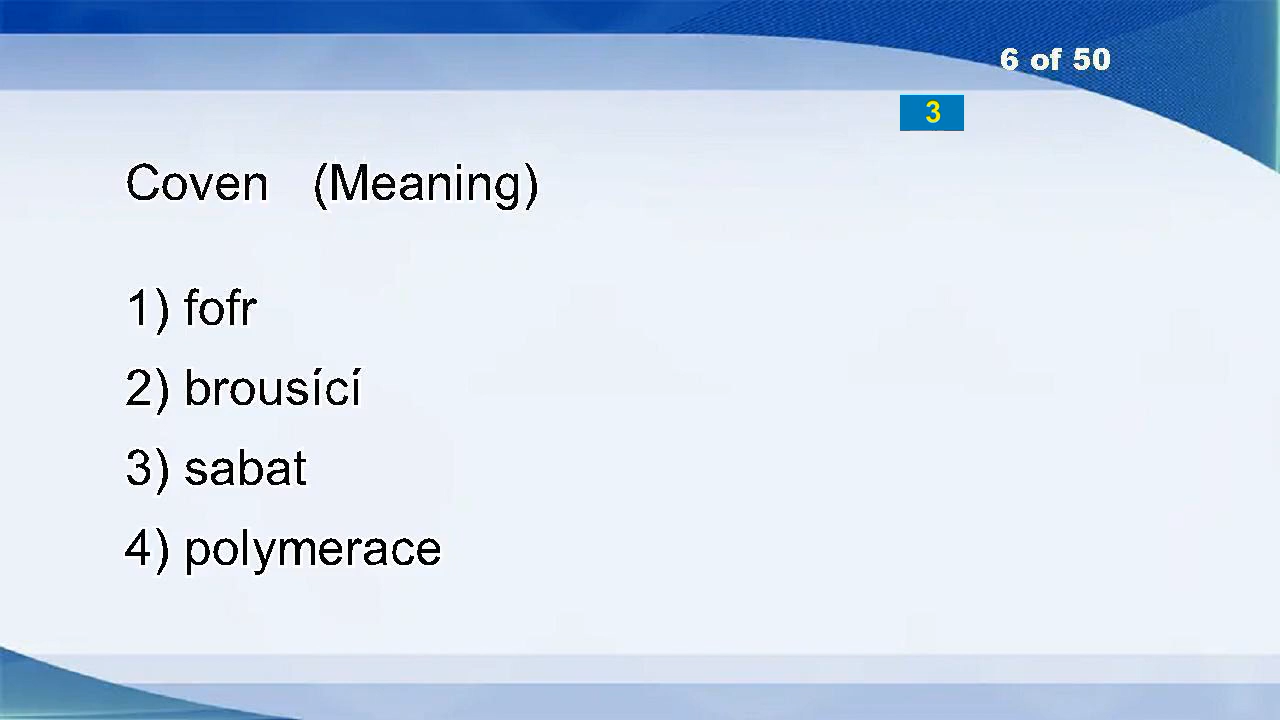 6 of 50
3
Coven (Meaning)
1) fofr
2) brousící
3) sabat
4) polymerace